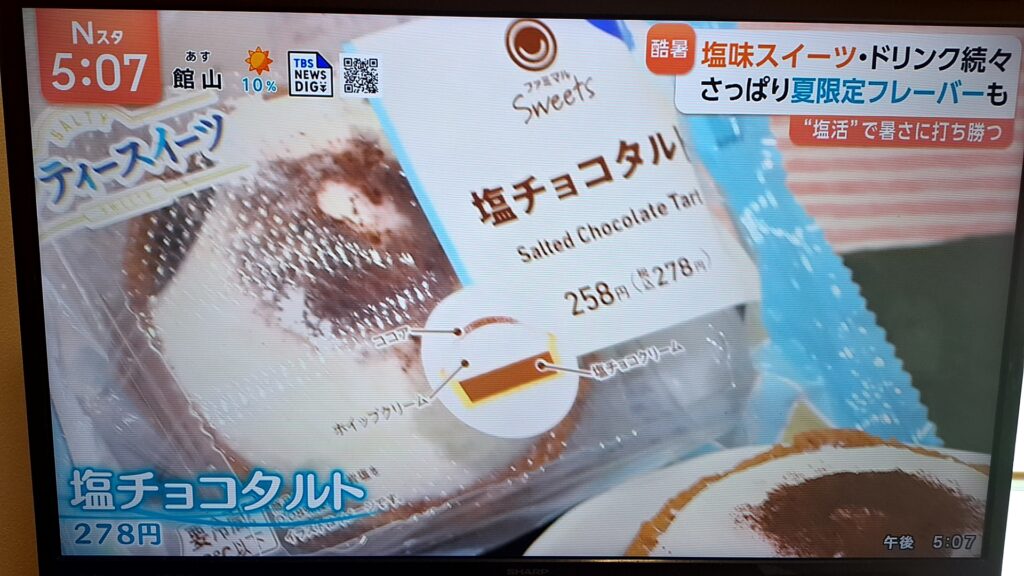 Nスタ
5:07
あす
館山
10%
TBS
NEWS
DIG
酷暑
塩味スイーツ・ドリンク続々
さっぱり夏限定フレーバーも
“塩活”で暑さに打ち勝つ
SALTY
ティースイーツ
ファミマル
Sweets
塩チョコタルト
Salted Chocolate Tart
258円(税込278円)
ココア
ホイップクリーム
塩チョコクリーム
塩チョコタルト
278円
午後 5:07
SHARP